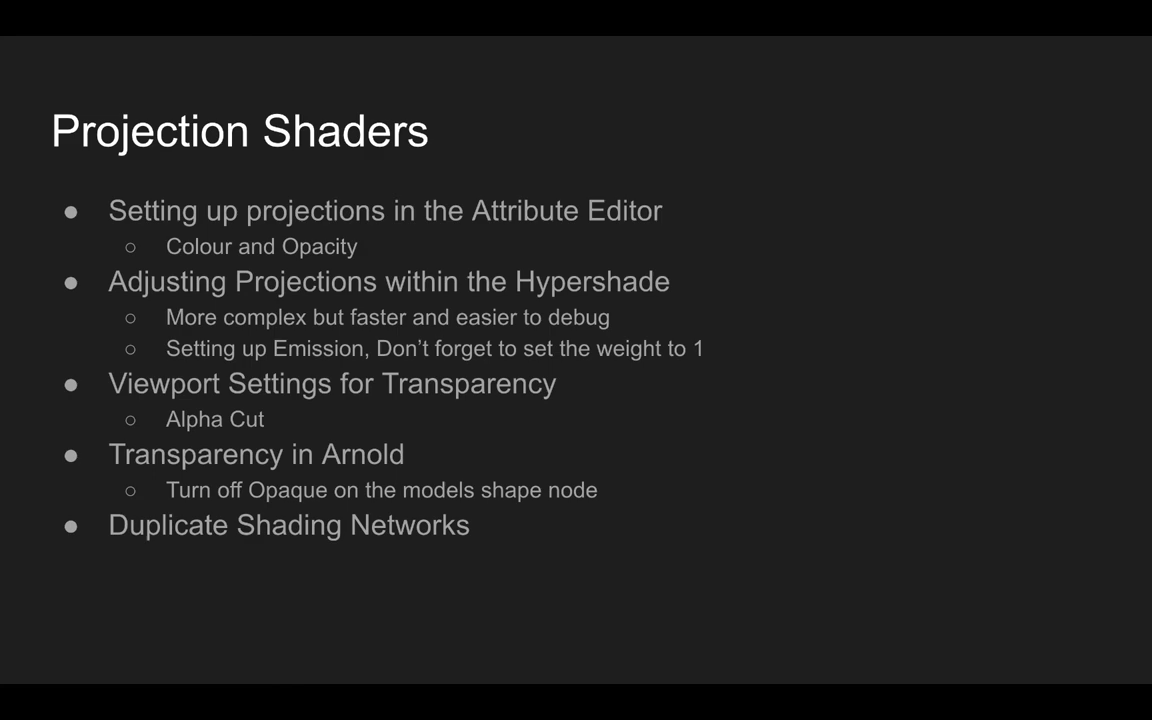 Projection Shaders
● Setting up projections in the Attribute Editor
○ Colour and Opacity
● Adjusting Projections within the Hypershade
○ More complex but faster and easier to debug
○ Setting up Emission, Don’t forget to set the weight to 1
● Viewport Settings for Transparency
○ Alpha Cut
● Transparency in Arnold
○ Turn off Opaque on the models shape node
● Duplicate Shading Networks